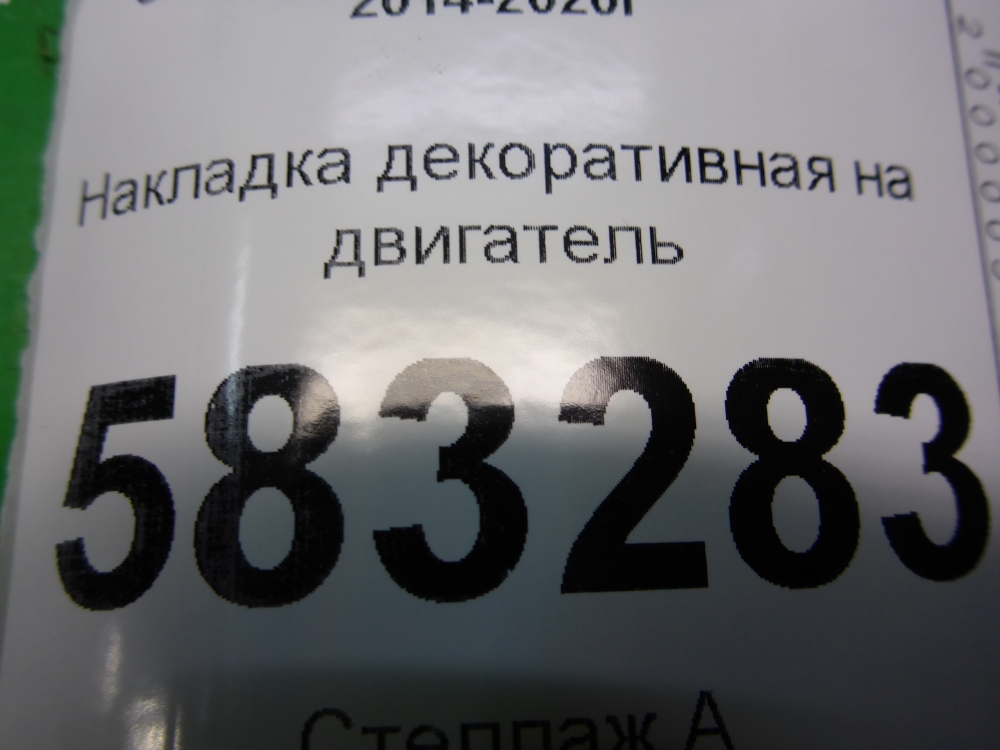 2014-2020г
Накладка декоративная на
двигатель
583283
Стеллаж А